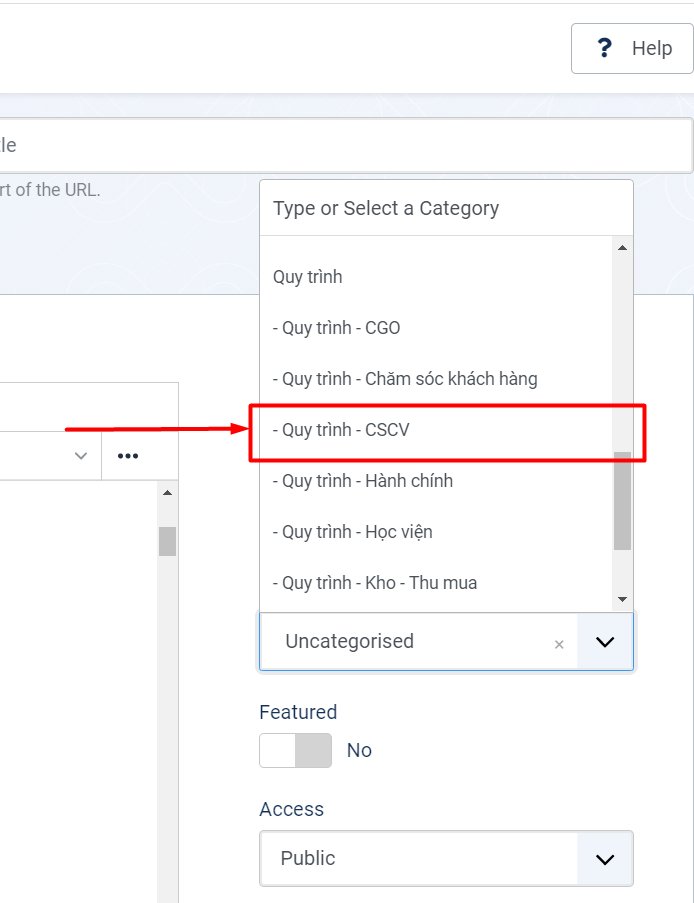 ? Help
le
rt of the URL.
Type or Select a Category
Quy trình
- Quy trình - CGO
- Quy trình - Chăm sóc khách hàng
- Quy trình - CSCV
- Quy trình - Hành chính
- Quy trình - Học viện
- Quy trình - Kho - Thu mua
Uncategorised ×
Featured
No
Access
Public